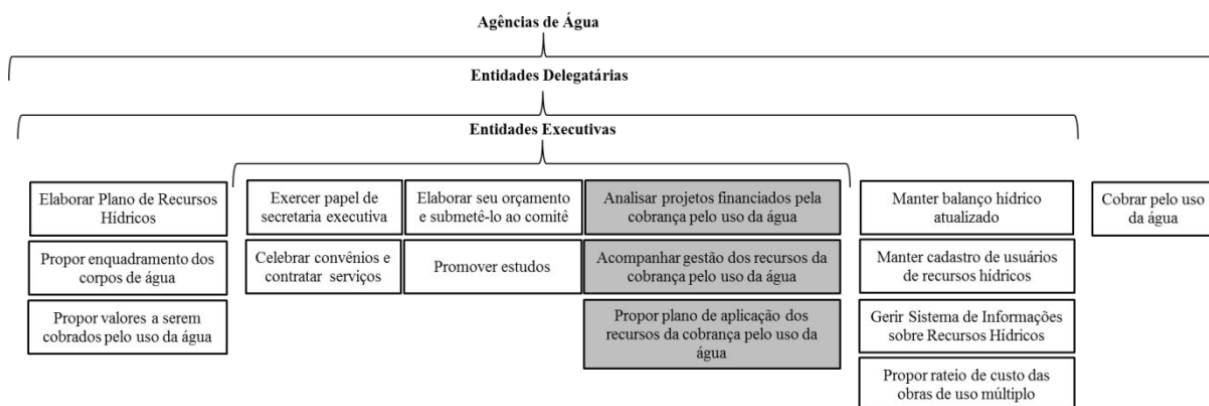 Agências de Água
Entidades Delegatárias
Entidades Executivas
Elaborar Plano de Recursos
Hídricos
Propor enquadramento dos
corpos de água
Propor valores a serem
cobrados pelo uso da água
Exercer papel de
secretaria executiva
Celebrar convênios e
contratar serviços
Elaborar seu orçamento
e submetê-lo ao comitê
Promover estudos
Analisar projetos financiados pela
cobrança pelo uso da água
Acompanhar gestão dos recursos da
cobrança pelo uso da água
Propor plano de aplicação dos
recursos da cobrança pelo uso da
água
Manter balanço hídrico
atualizado
Manter cadastro de usuários
de recursos hídricos
Gerir Sistema de Informações
sobre Recursos Hídricos
Propor rateio de custo das
obras de uso múltiplo
Cobrar pelo uso
da água